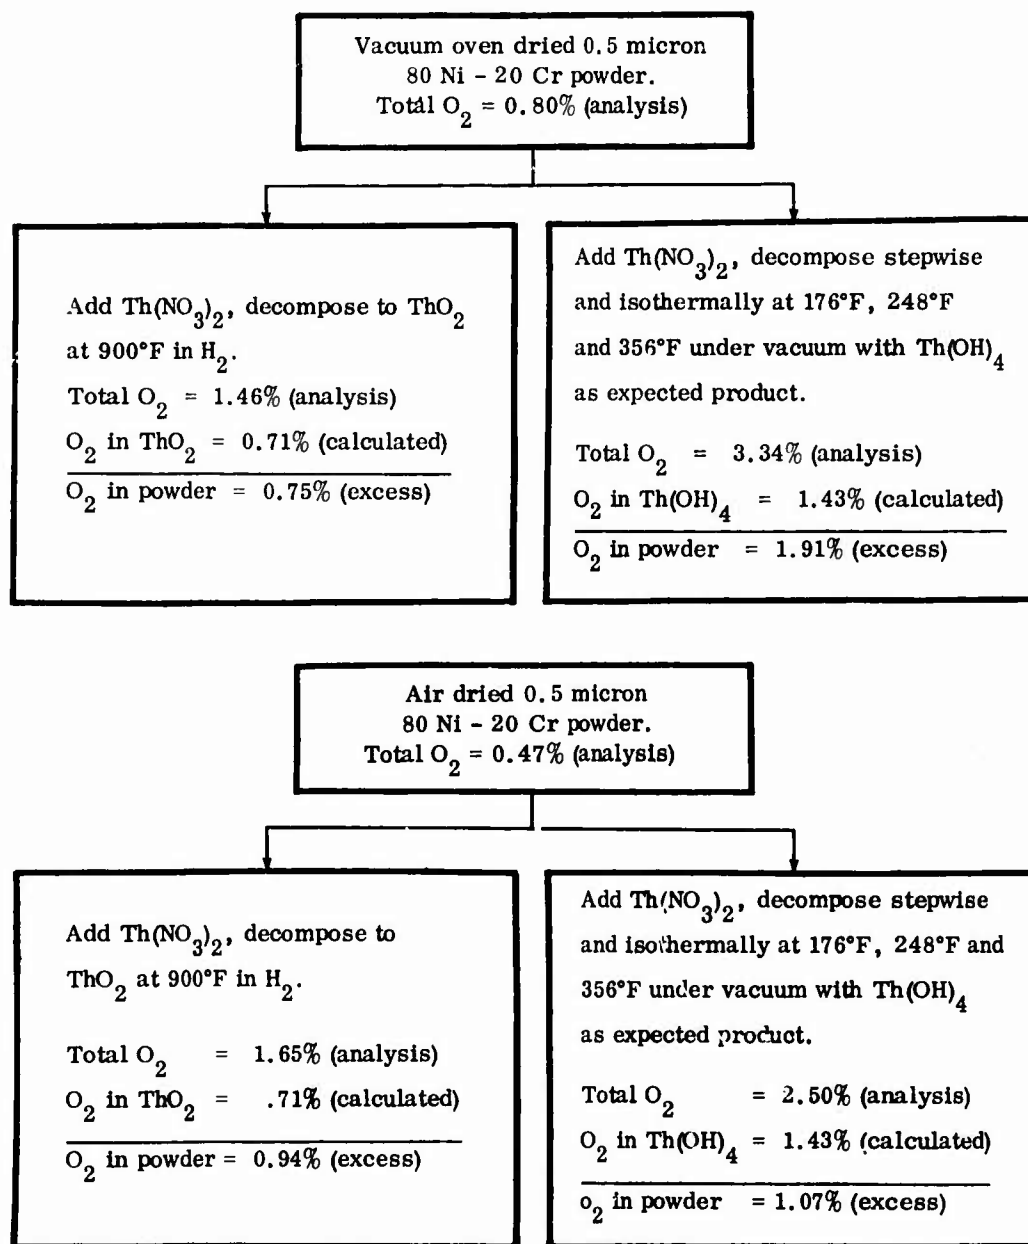 Vacuum oven dried 0.5 micron
80 Ni - 20 Cr powder.
Total O2 = 0.80% (analysis)
Add Th(NO3)2, decompose to ThO2
at 900°F in H2.
Total O2 = 1.46% (analysis)
O2 in ThO2 = 0.71% (calculated)
O2 in powder = 0.75% (excess)
Add Th(NO3)2, decompose stepwise
and isothermally at 176°F, 248°F
and 356°F under vacuum with Th(OH)4
as expected product.
Total O2 = 3.34% (analysis)
O2 in Th(OH)4 = 1.43% (calculated)
O2 in powder = 1.91% (excess)
Air dried 0.5 micron
80 Ni - 20 Cr powder.
Total O2 = 0.47% (analysis)
Add Th(NO3)2, decompose to
ThO2 at 900°F in H2.
Total O2 = 1.65% (analysis)
O2 in ThO2 = .71% (calculated)
O2 in powder = 0.94% (excess)
Add Th(NO3)2, decompose stepwise
and isothermally at 176°F, 248°F and
356°F under vacuum with Th(OH)4
as expected product.
Total O2 = 2.50% (analysis)
O2 in Th(OH)4 = 1.43% (calculated)
o2 in powder = 1.07% (excess)